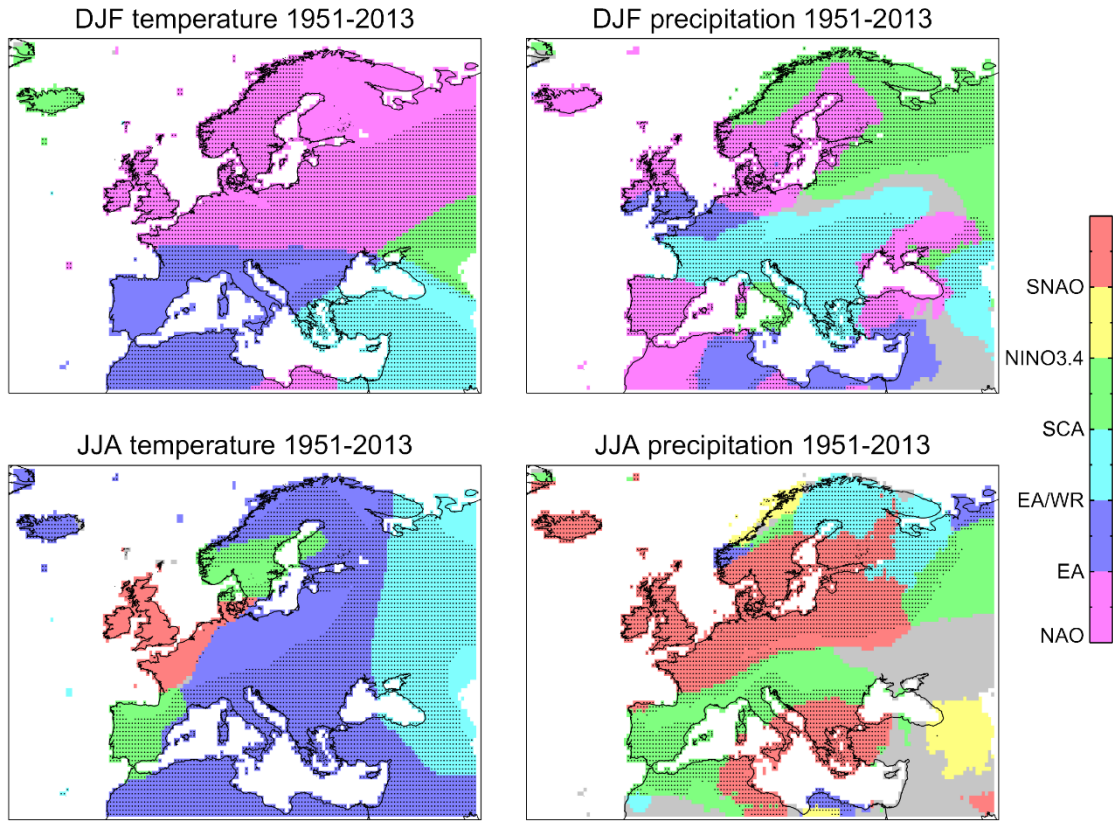 DJF temperature 1951-2013
DJF precipitation 1951-2013
JJA temperature 1951-2013
JJA precipitation 1951-2013
SNAO
NINO3.4
SCA
EA/WR
EA
NAO